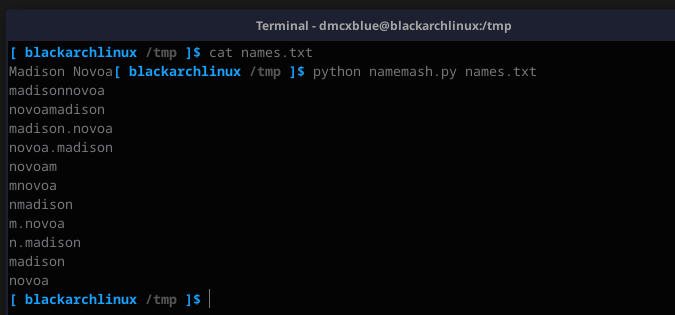 Terminal - dmcxblue@blackarchlinux:/tmp
[ blackarchlinux /tmp ]$ cat names.txt
Madison Novoa[ blackarchlinux /tmp ]$ python namemash.py names.txt
madisonnovoa
novoamadison
madison.novoa
novoa.madison
novoam
mnovoa
nmadison
m.novoa
n.madison
madison
novoa
[ blackarchlinux /tmp ]$